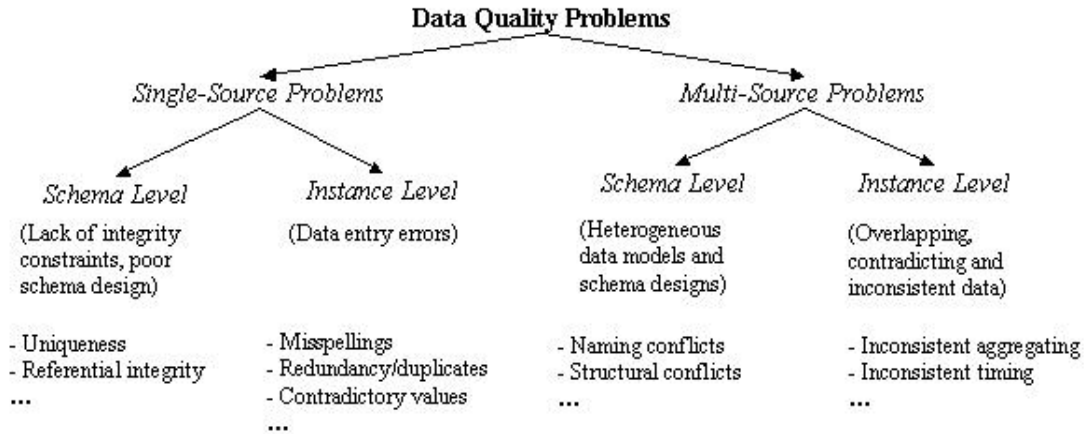 Data Quality Problems
Single-Source Problems
Multi-Source Problems
Schema Level
Instance Level
Schema Level
Instance Level
(Lack of integrity
constraints, poor
schema design)
(Data entry errors)
(Heterogeneous
data models and
schema designs)
(Overlapping,
contradicting and
inconsistent data)
- Uniqueness
- Referential integrity
...
- Misspellings
- Redundancy/duplicates
- Contradictory values
...
- Naming conflicts
- Structural conflicts
...
- Inconsistent aggregating
- Inconsistent timing
...